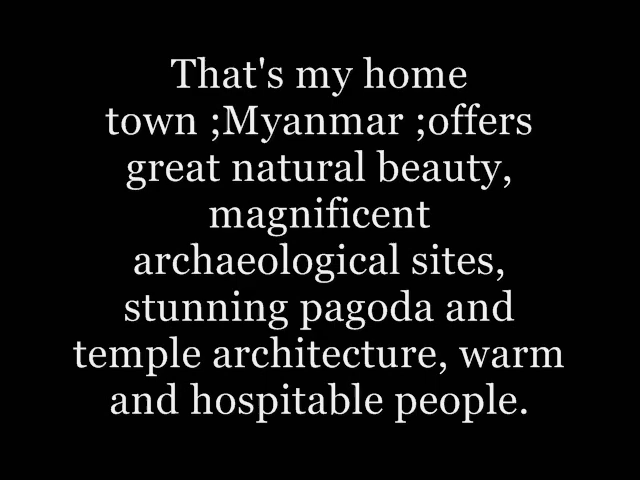 That's my home
town ;Myanmar ;offers
great natural beauty,
magnificent
archaeological sites,
stunning pagoda and
temple architecture, warm
and hospitable people.